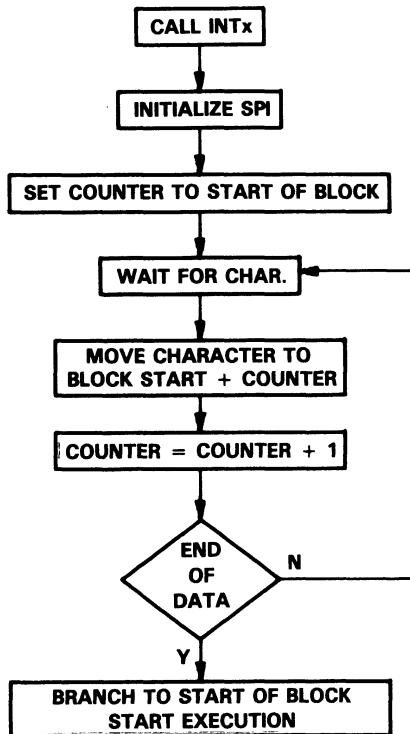 CALL INTx
INITIALIZE SPI
SET COUNTER TO START OF BLOCK
WAIT FOR CHAR.
MOVE CHARACTER TO
BLOCK START + COUNTER
COUNTER = COUNTER + 1
END
OF
DATA
N
Y
BRANCH TO START OF BLOCK
START EXECUTION